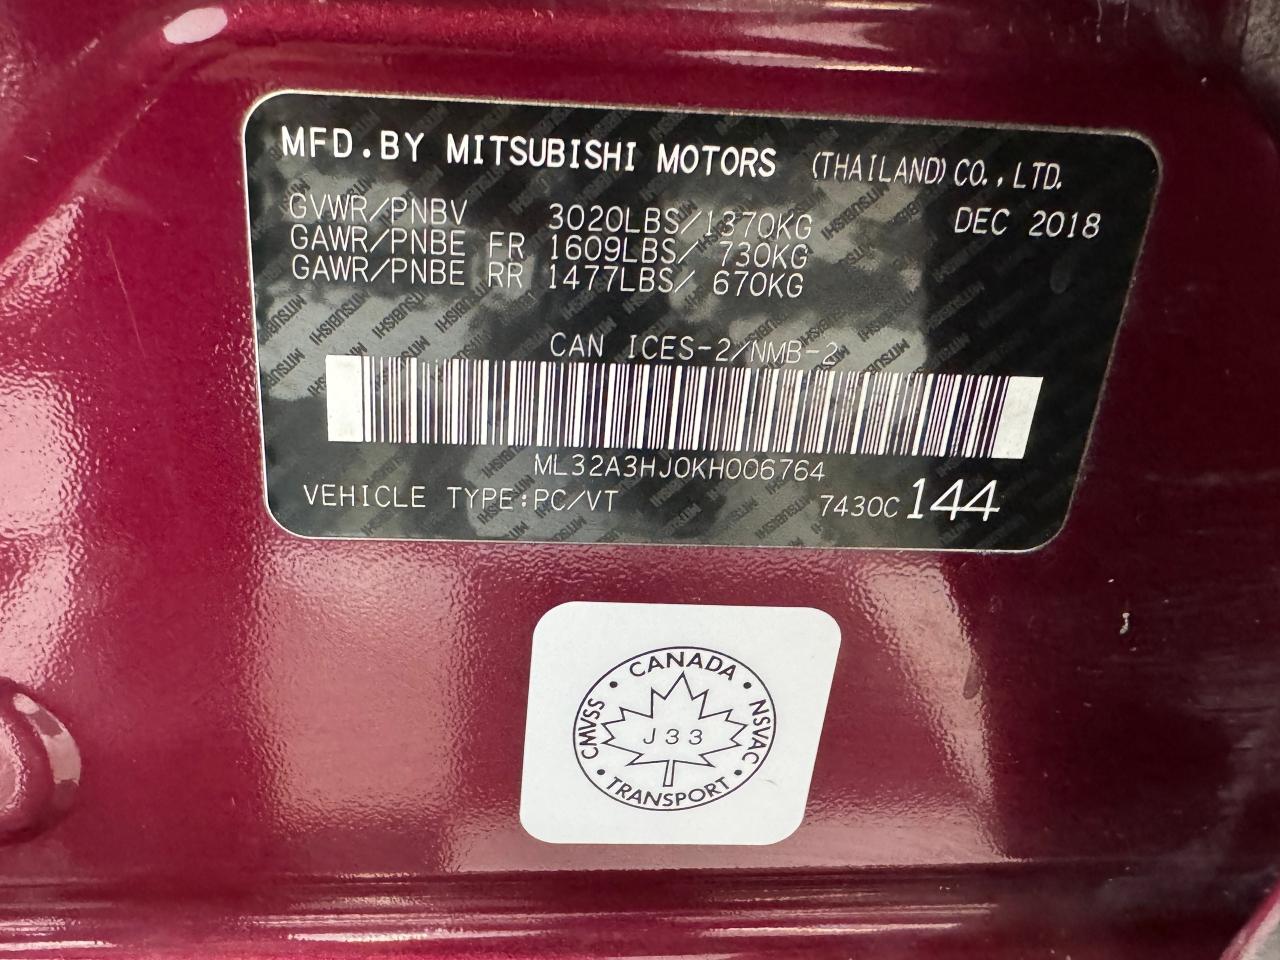 MFD.BY MITSUBISHI MOTORS (THAILAND) CO.,LTD.
GVWR/PNBV 3020LBS/1370KG DEC 2018
GAWR/PNBE FR 1609LBS/ 730KG
GAWR/PNBE RR 1477LBS/ 670KG
CAN ICES-2/NMB-2
ML32A3HJ0KH006764
VEHICLE TYPE:PC/VT 7430C 144
CANADA
CMVSS
NSVAC
J33
TRANSPORT